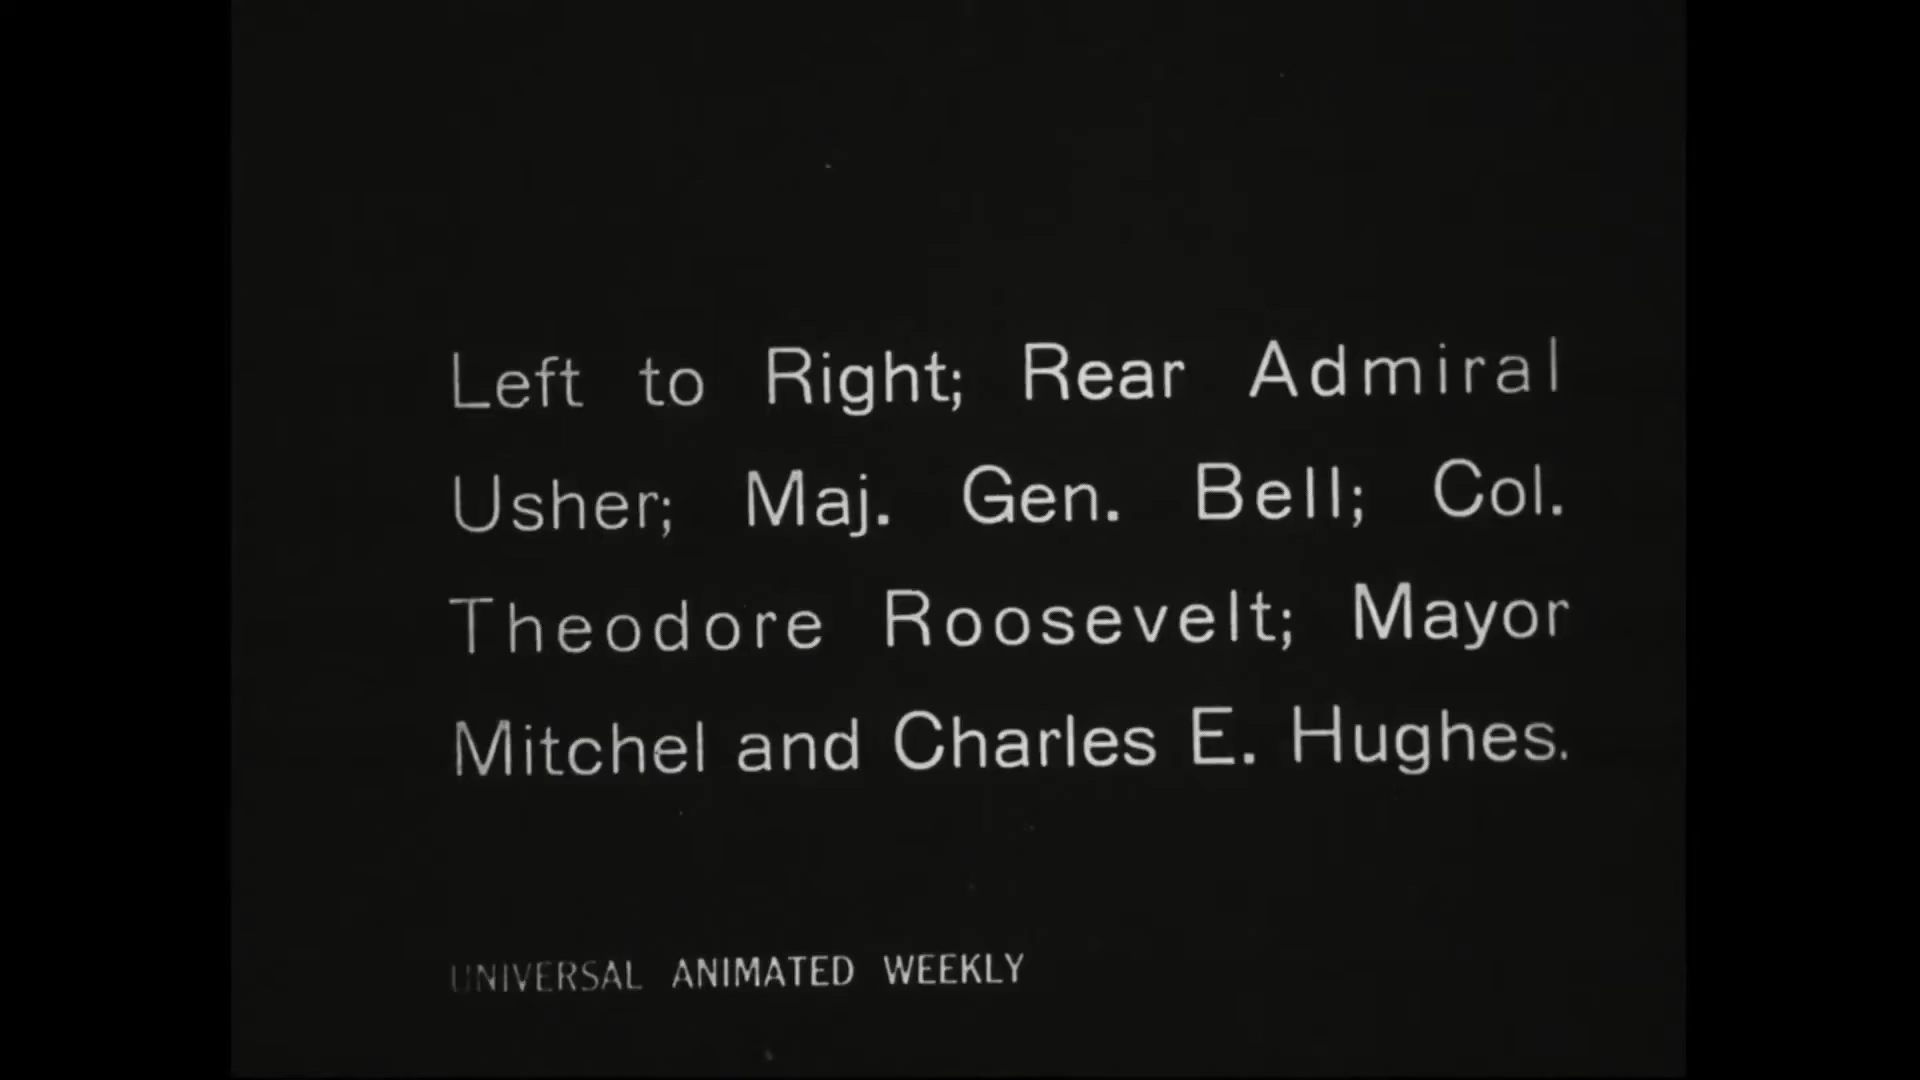 Left to Right; Rear Admiral
Usher; Maj. Gen. Bell; Col.
Theodore Roosevelt; Mayor
Mitchel and Charles E. Hughes.
UNIVERSAL ANIMATED WEEKLY